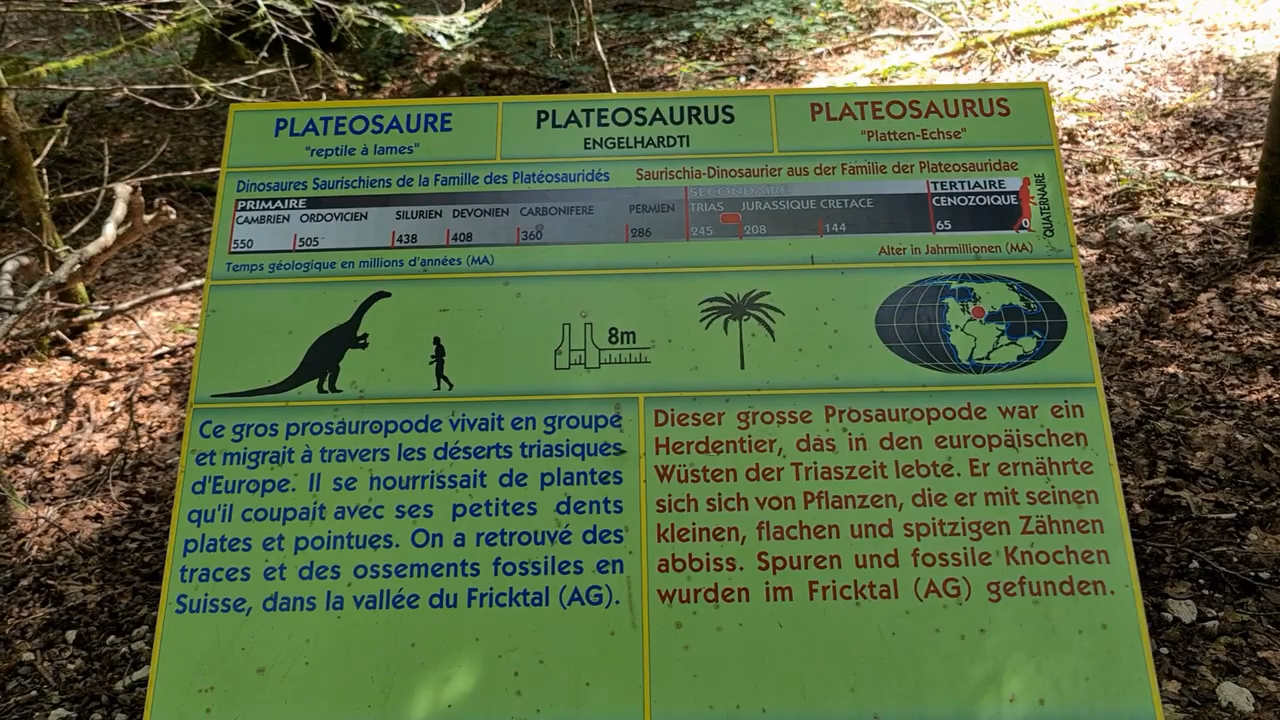 PLATEOSAURE
"reptile à lames"
PLATEOSAURUS
ENGELHARDTI
PLATEOSAURUS
"Platten-Echse"
Dinosaures Saurischiens de la Famille des Platéosauridés
Saurischia-Dinosaurier aus der Familie der Plateosauridae
PRIMAIRE
SECONDAIRE
TERTIAIRE
QUATERNAIRE
CAMBRIEN ORDOVICIEN SILURIEN DEVONIEN CARBONIFERE PERMIEN TRIAS JURASSIQUE CRETACE CENOZOIQUE
550 505 438 408 360 286 245 208 144 65 0
Temps géologique en millions d'années (MA)
Alter in Jahrmillionen (MA)
8m
Ce gros prosauropode vivait en groupe
et migrait à travers les déserts triasiques
d'Europe. Il se nourrissait de plantes
qu'il coupait avec ses petites dents
plates et pointues. On a retrouvé des
traces et des ossements fossiles en
Suisse, dans la vallée du Fricktal (AG).
Dieser grosse Prosauropode war ein
Herdentier, das in den europäischen
Wüsten der Triaszeit lebte. Er ernährte
sich sich von Pflanzen, die er mit seinen
kleinen, flachen und spitzigen Zähnen
abbiss. Spuren und fossile Knochen
wurden im Fricktal (AG) gefunden.